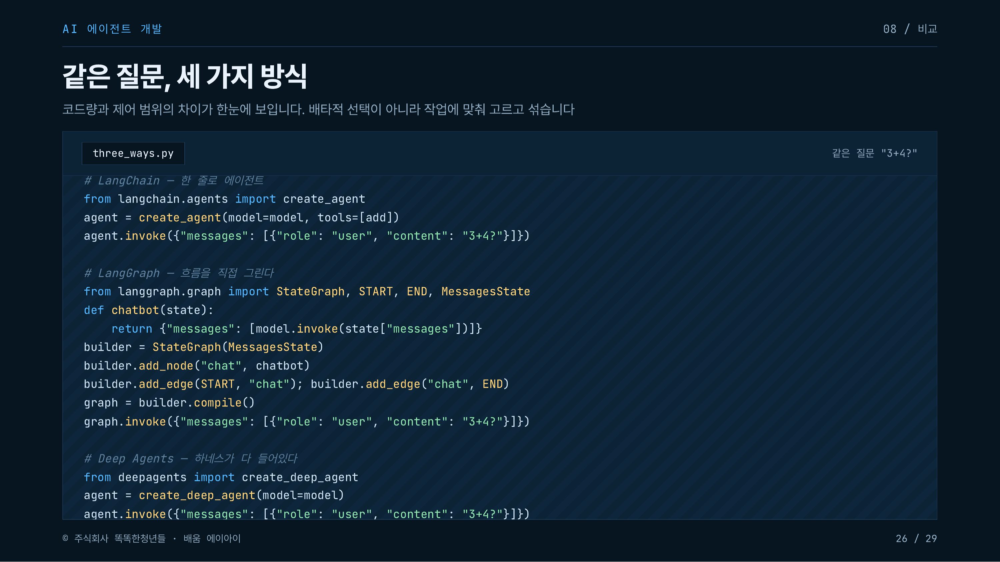 AI 에이전트 개발
08 / 비교
같은 질문, 세 가지 방식
코드량과 제어 범위의 차이가 한눈에 보입니다. 배타적 선택이 아니라 작업에 맞춰 고르고 섞습니다
three_ways.py
같은 질문 "3+4?"
# LangChain — 한 줄로 에이전트
from langchain.agents import create_agent
agent = create_agent(model=model, tools=[add])
agent.invoke({"messages": [{"role": "user", "content": "3+4?"}]})
# LangGraph — 흐름을 직접 그린다
from langgraph.graph import StateGraph, START, END, MessagesState
def chatbot(state):
    return {"messages": [model.invoke(state["messages"])]}
builder = StateGraph(MessagesState)
builder.add_node("chat", chatbot)
builder.add_edge(START, "chat"); builder.add_edge("chat", END)
graph = builder.compile()
graph.invoke({"messages": [{"role": "user", "content": "3+4?"}]})
# Deep Agents — 하네스가 다 들어있다
from deepagents import create_deep_agent
agent = create_deep_agent(model=model)
agent.invoke({"messages": [{"role": "user", "content": "3+4?"}]})
© 주식회사 똑똑한청년들 · 배움 에이아이
26 / 29